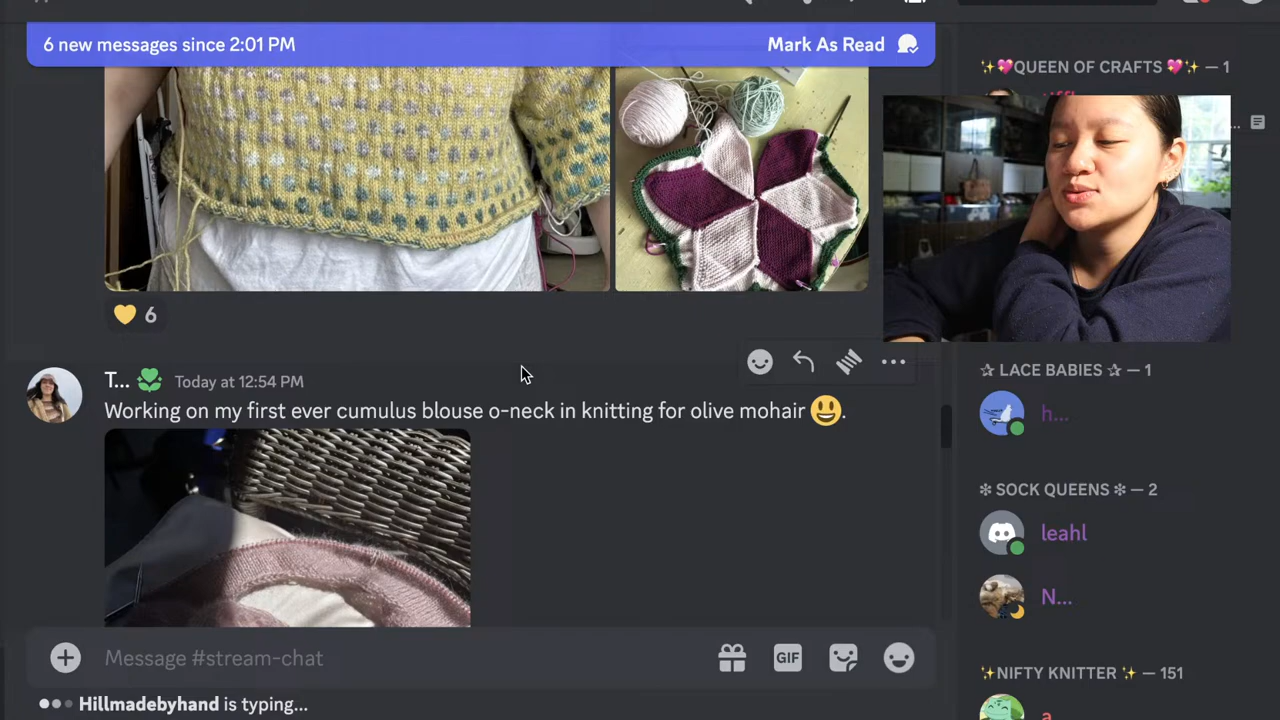 6 new messages since 2:01 PM
Mark As Read
✨💖QUEEN OF CRAFTS 💖✨ — 1
6
T... Today at 12:54 PM
Working on my first ever cumulus blouse o-neck in knitting for olive mohair 😃.
✰ LACE BABIES ✰ — 1
h...
❇ SOCK QUEENS ❇ — 2
leahl
N...
✨NIFTY KNITTER ✨ — 151
a
Message #stream-chat
GIF
Hillmadebyhand is typing...